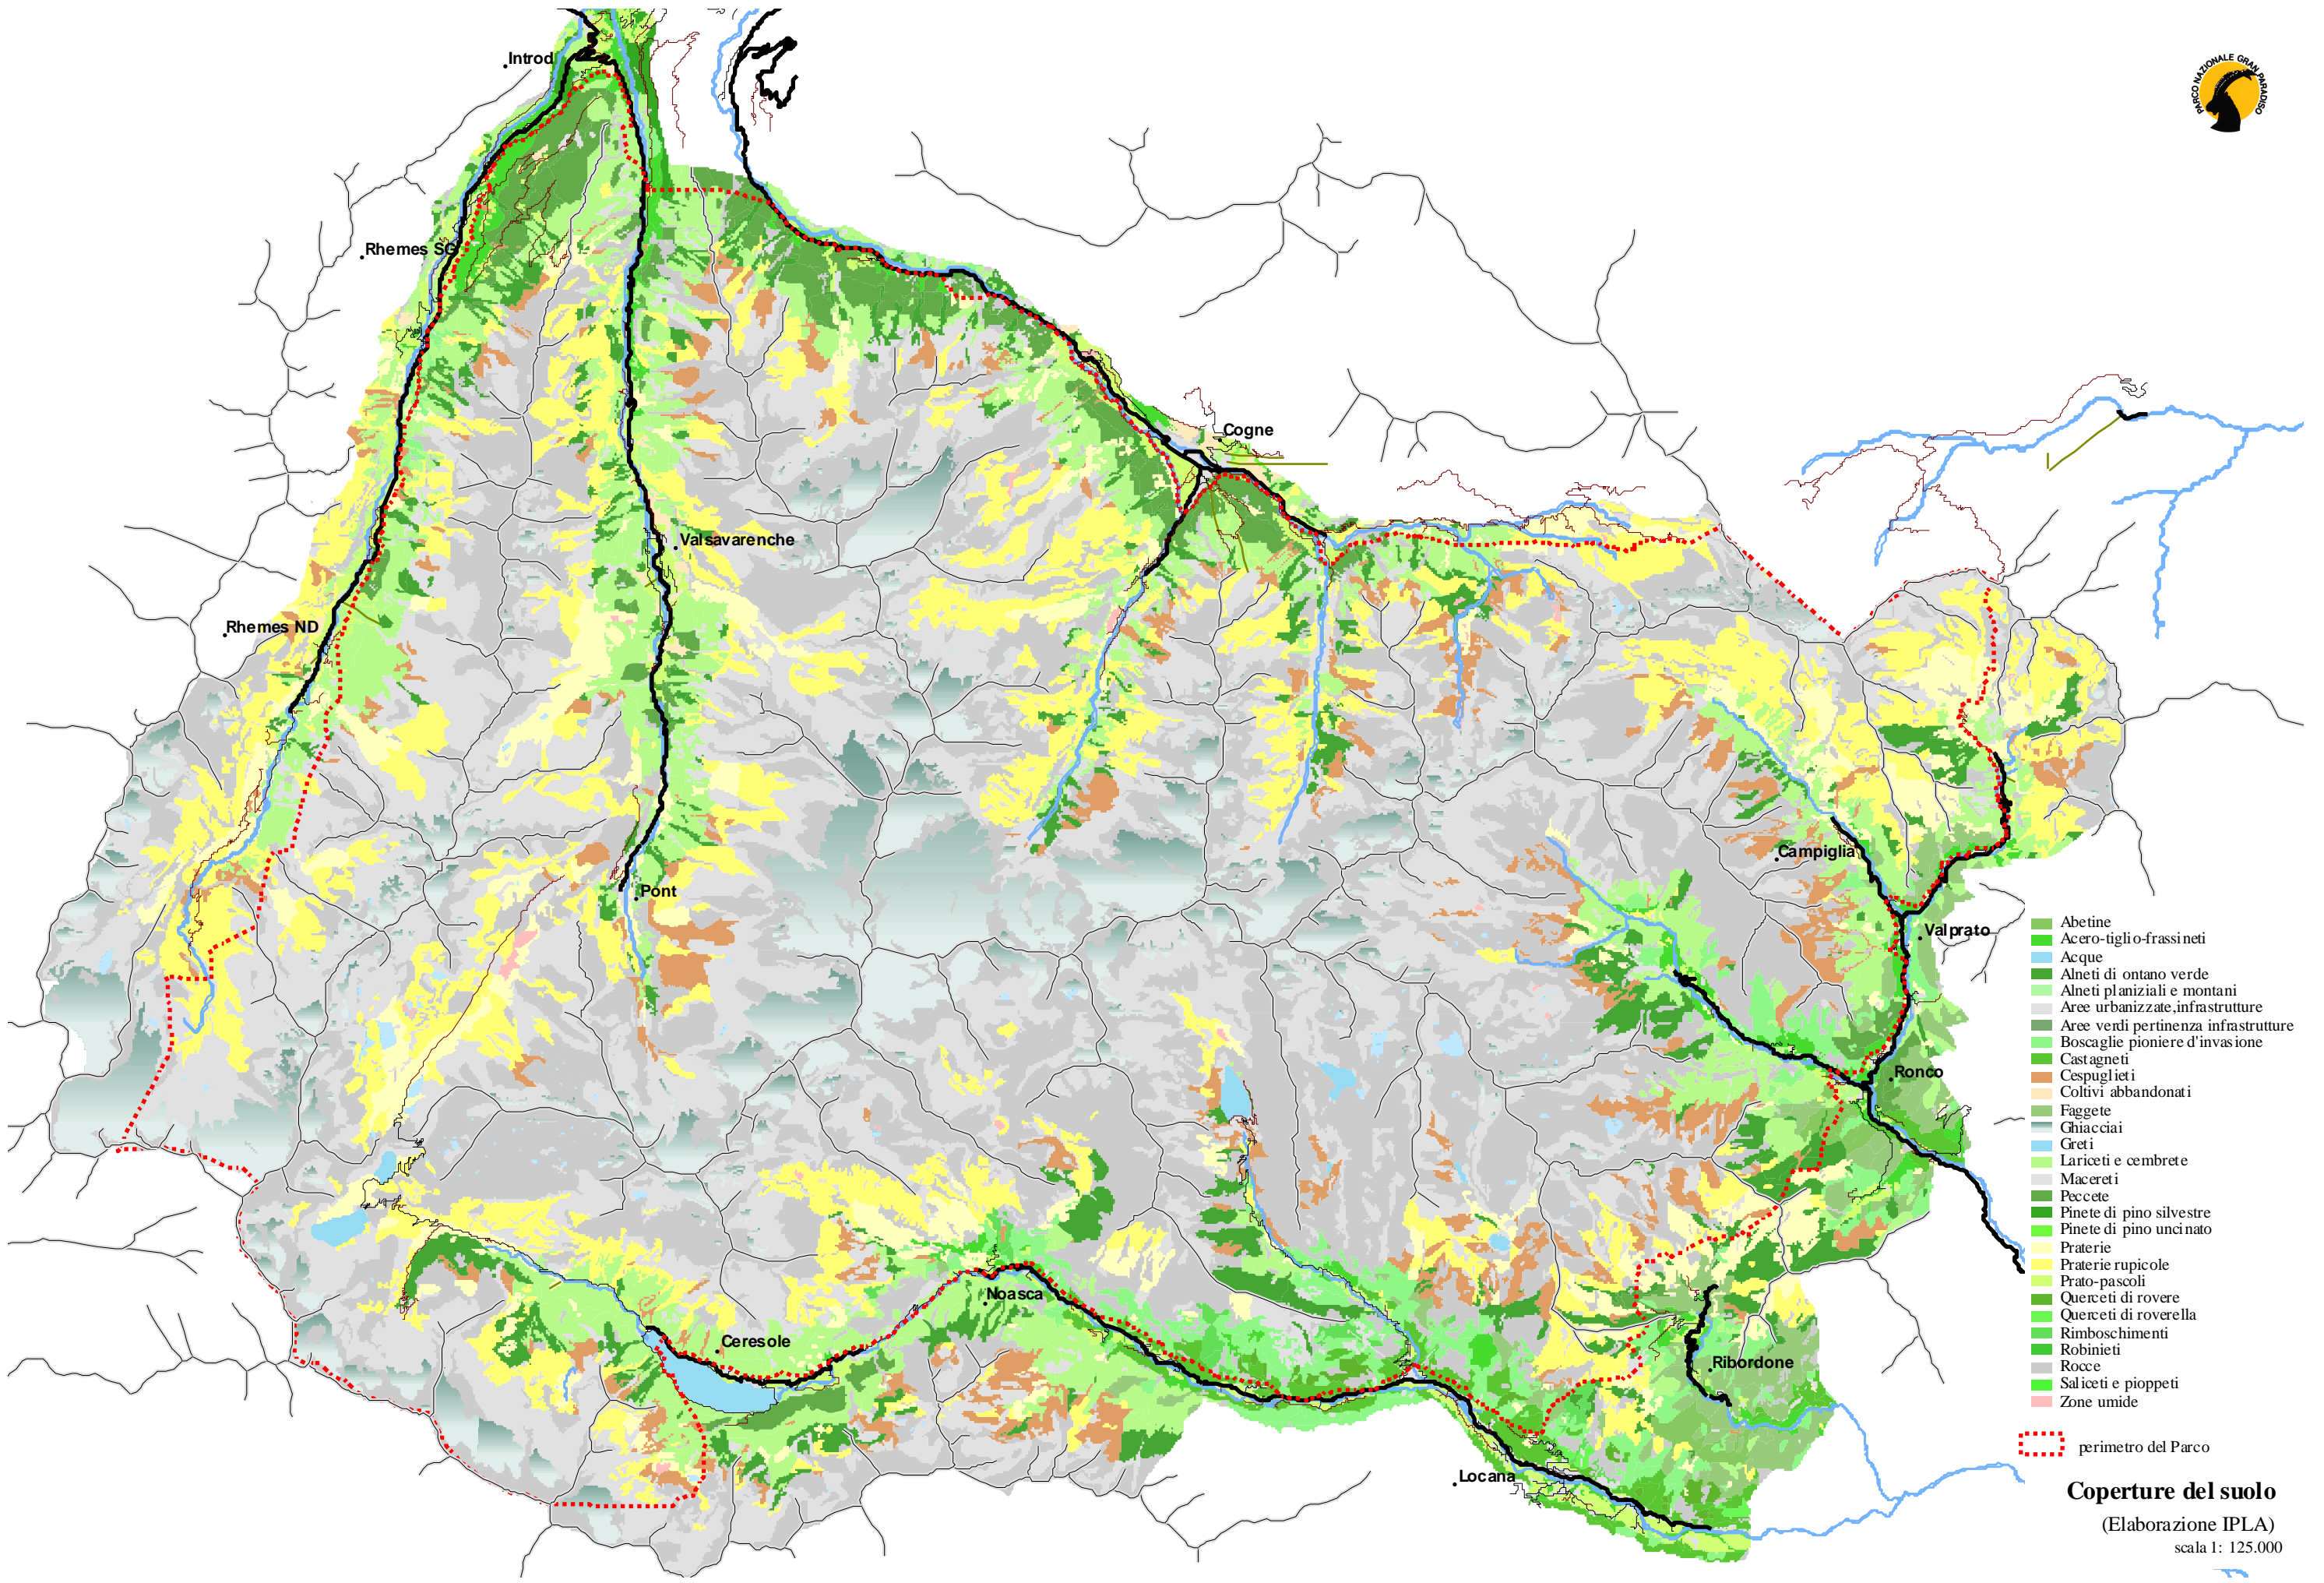 PARCO NAZIONALE GRAN PARADISO
Introd
Rhemes SG
Cogne
Valsavarenche
Rhemes ND
Campiglia
Pont
Valprato
Ronco
Noasca
Ceresole
Ribordone
Locana
Abetine
Acero-tiglio-frassineti
Acque
Alneti di ontano verde
Alneti planiziali e montani
Aree urbanizzate,infrastrutture
Aree verdi pertinenza infrastrutture
Boscaglie pioniere d'invasione
Castagneti
Cespuglieti
Coltivi abbandonati
Faggete
Ghiacciai
Greti
Lariceti e cembrete
Macereti
Peccete
Pinete di pino silvestre
Pinete di pino uncinato
Praterie
Praterie rupicole
Prato-pascoli
Querceti di rovere
Querceti di roverella
Rimboschimenti
Robinieti
Rocce
Saliceti e pioppeti
Zone umide
perimetro del Parco
Coperture del suolo
(Elaborazione IPLA)
scala 1: 125.000